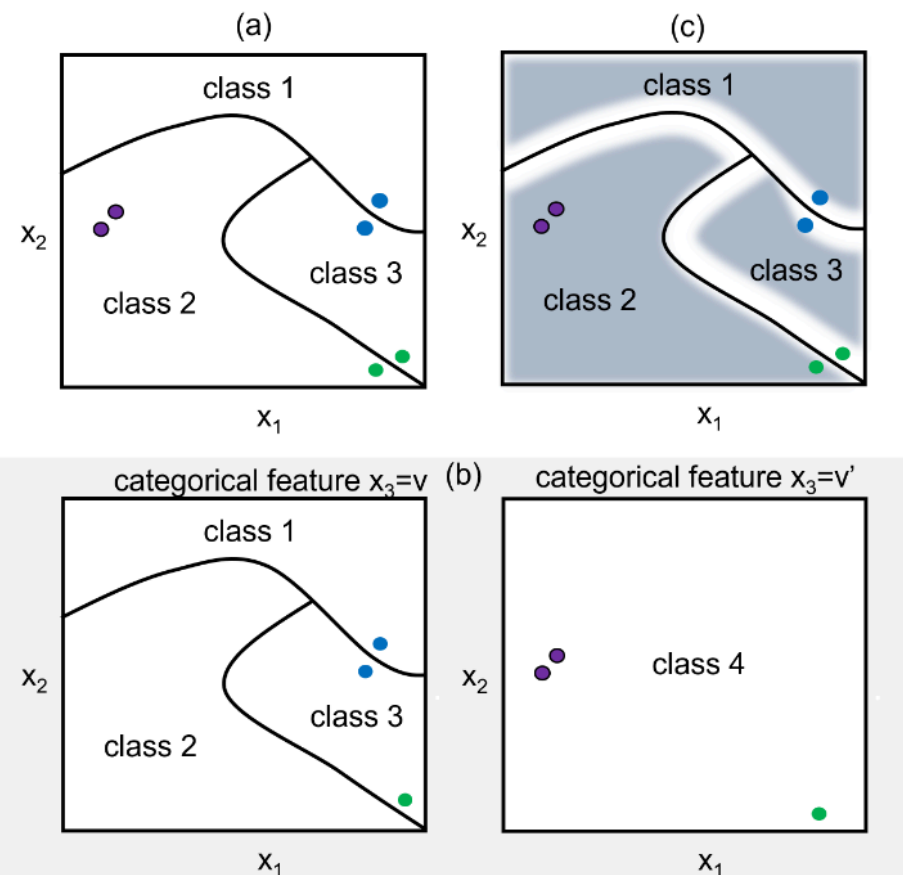 (a)
class 1
x₂
class 3
class 2
x₁
(c)
class 1
x₂
class 3
class 2
x₁
categorical feature x₃=v
(b)
categorical feature x₃=v’
class 1
x₂
class 3
class 2
x₁
x₂
class 4
x₁